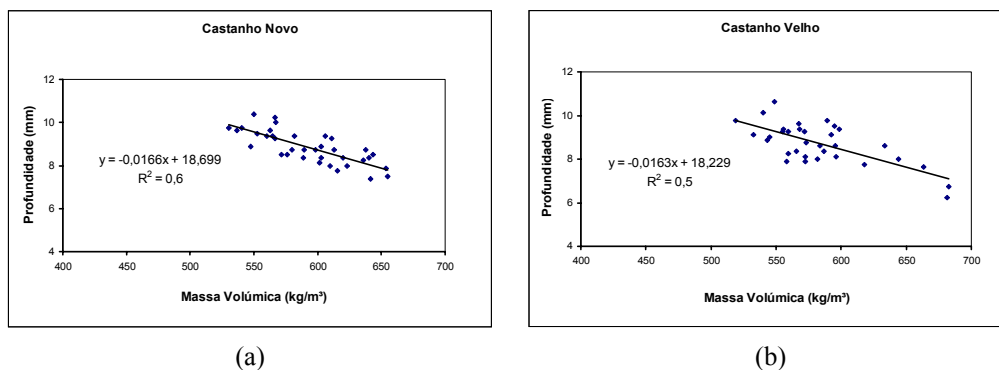 Castanho Novo
12
10
8
6
4
400
450
500
550
600
650
700
Profundidade (mm)
y = -0,0166x + 18,699
R² = 0,6
Massa Volúmica (kg/m³)
(a)
Castanho Velho
12
10
8
6
4
400
450
500
550
600
650
700
Profundidade (mm)
y = -0,0163x + 18,229
R² = 0,5
Massa Volúmica (kg/m³)
(b)